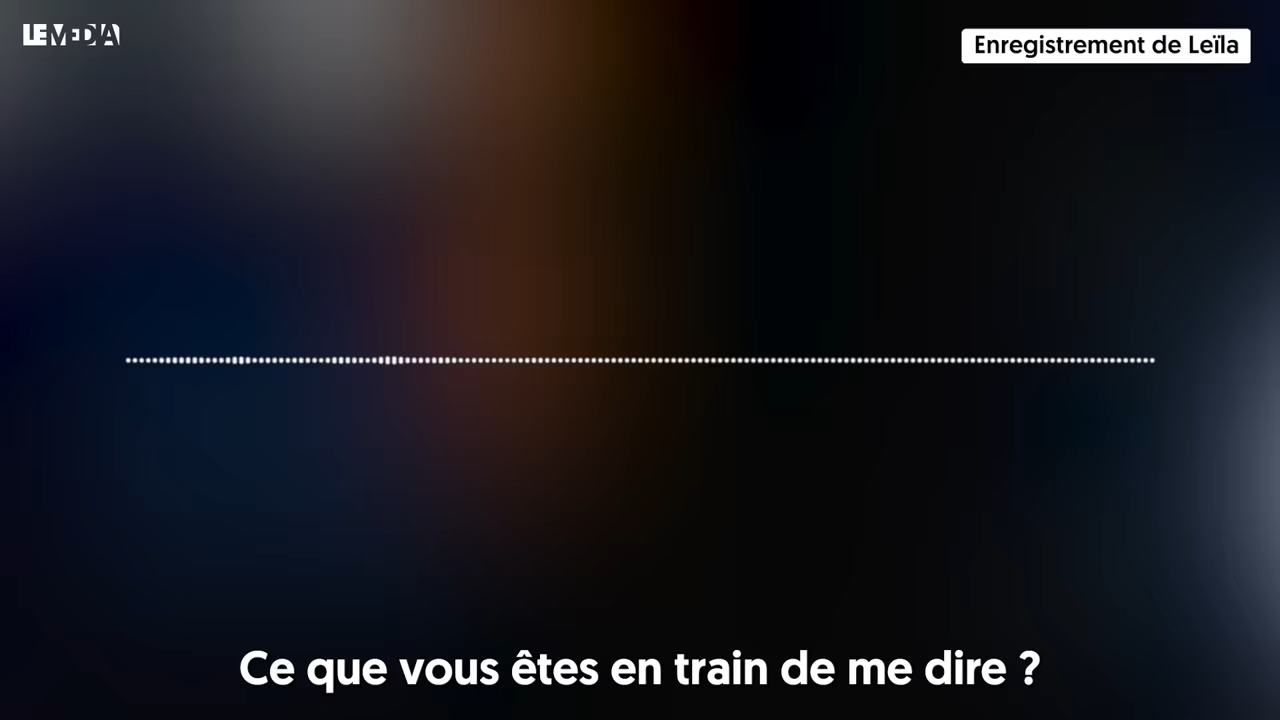 LEMEDIA
Enregistrement de Leïla
Ce que vous êtes en train de me dire ?